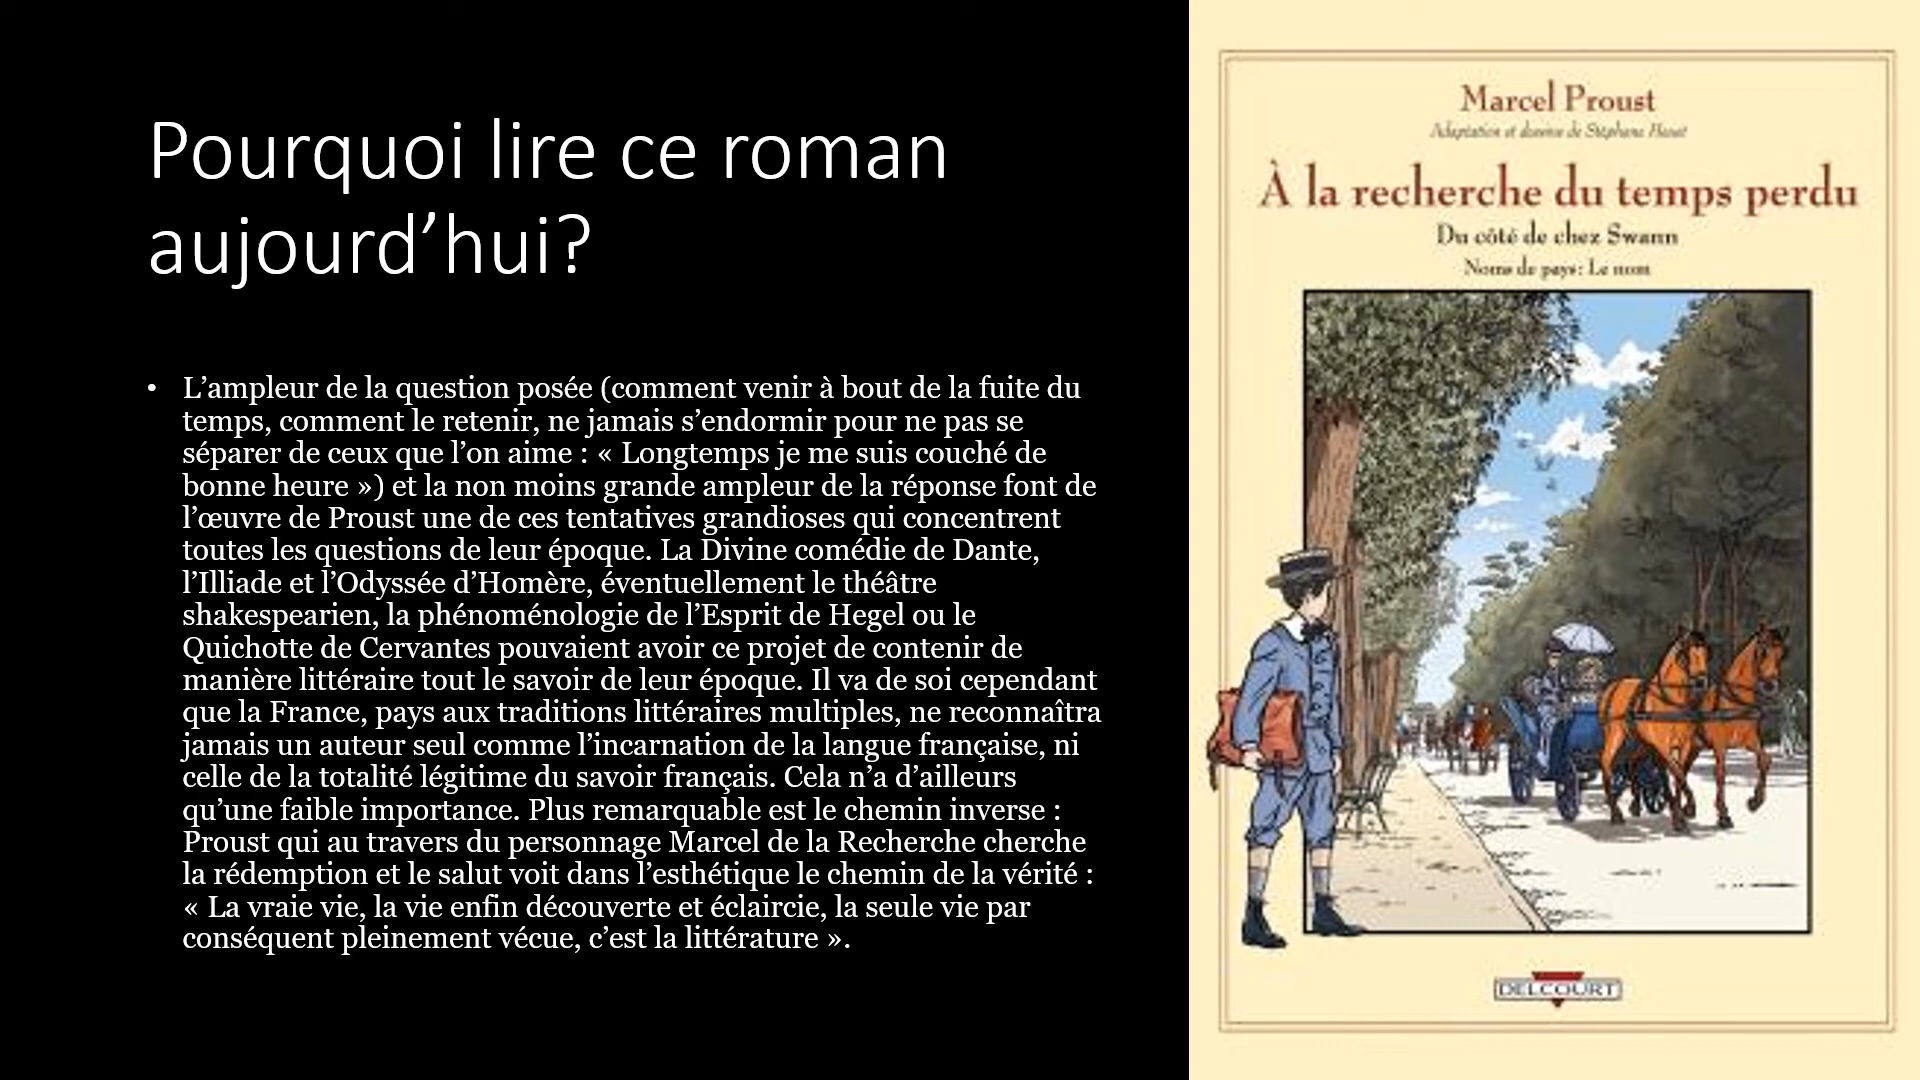 Pourquoi lire ce roman
aujourd’hui?
• L’ampleur de la question posée (comment venir à bout de la fuite du
temps, comment le retenir, ne jamais s’endormir pour ne pas se
séparer de ceux que l’on aime : « Longtemps je me suis couché de
bonne heure ») et la non moins grande ampleur de la réponse font de
l’œuvre de Proust une de ces tentatives grandioses qui concentrent
toutes les questions de leur époque. La Divine comédie de Dante,
l’Illiade et l’Odyssée d’Homère, éventuellement le théâtre
shakespearien, la phénoménologie de l’Esprit de Hegel ou le
Quichotte de Cervantes pouvaient avoir ce projet de contenir de
manière littéraire tout le savoir de leur époque. Il va de soi cependant
que la France, pays aux traditions littéraires multiples, ne reconnaîtra
jamais un auteur seul comme l’incarnation de la langue française, ni
celle de la totalité légitime du savoir français. Cela n’a d’ailleurs
qu’une faible importance. Plus remarquable est le chemin inverse :
Proust qui au travers du personnage Marcel de la Recherche cherche
la rédemption et le salut voit dans l’esthétique le chemin de la vérité :
« La vraie vie, la vie enfin découverte et éclaircie, la seule vie par
conséquent pleinement vécue, c’est la littérature ».
Marcel Proust
Adaptation et dessins de Stéphane Heuet
À la recherche du temps perdu
Du côté de chez Swann
Noms de pays : Le nom
DELCOURT